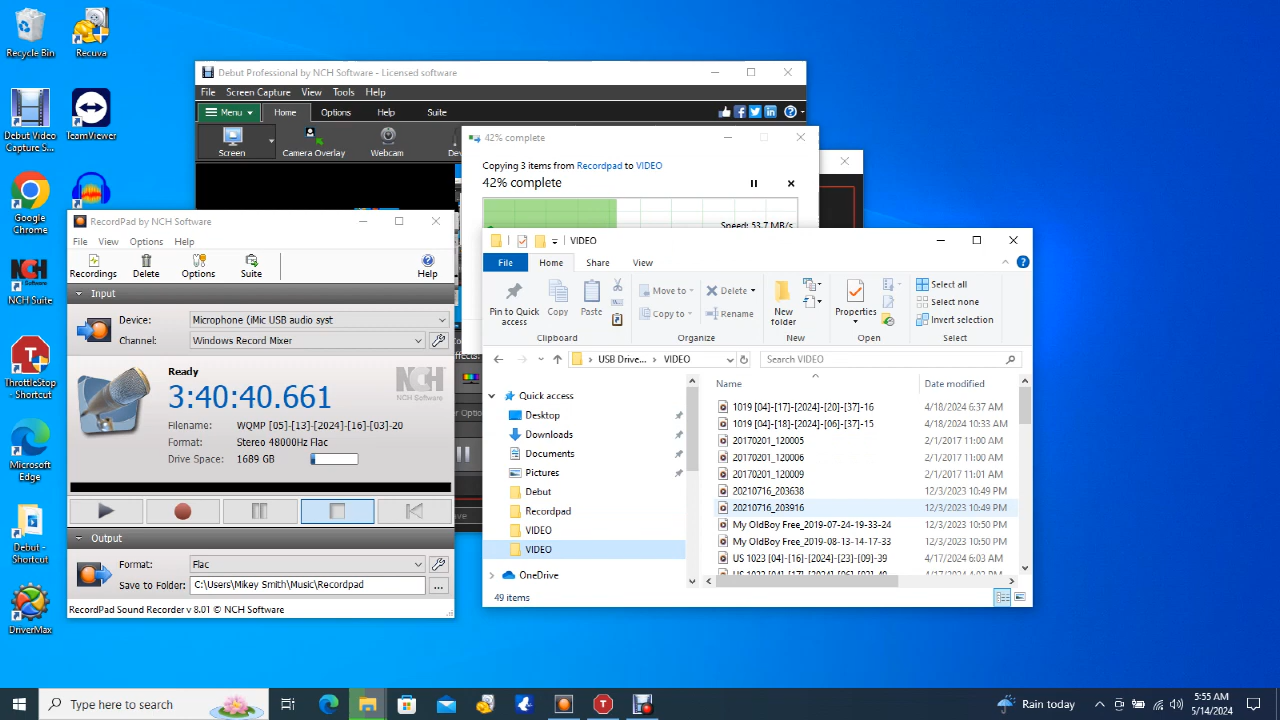 Recycle Bin
Recuva
Debut Video
Capture S...
TeamViewer
Google
Chrome
NCH Suite
ThrottleStop
- Shortcut
Microsoft
Edge
Debut -
Shortcut
DriverMax
Debut Professional by NCH Software - Licensed software
File Screen Capture View Tools Help
Menu Home Options Help Suite
Screen Camera Overlay Webcam
42% complete
Copying 3 items from Recordpad to VIDEO
42% complete
Speed: 53.7 MB/s
RecordPad by NCH Software
File View Options Help
Recordings Delete Options Suite Help
Input
Device: Microphone (iMic USB audio syst
Channel: Windows Record Mixer
Ready
3:40:40.661
NCH
NCH Software
Filename: WQMP [05]-[13]-[2024]-[16]-[03]-20
Format: Stereo 48000Hz Flac
Drive Space: 1689 GB
Output
Format: Flac
Save to Folder: C:\Users\Mikey Smith\Music\Recordpad ...
RecordPad Sound Recorder v 8.01 © NCH Software
VIDEO
File Home Share View
Pin to Quick
access
Copy
Paste
Move to
Copy to
Delete
Rename
New
folder
Properties
Select all
Select none
Invert selection
Clipboard Organize New Open Select
USB Drive... > VIDEO
Search VIDEO
Quick access
Desktop
Downloads
Documents
Pictures
Debut
Recordpad
VIDEO
VIDEO
OneDrive
Name Date modified
1019 [04]-[17]-[2024]-[20]-[37]-16 4/18/2024 6:37 AM
1019 [04]-[18]-[2024]-[06]-[37]-15 4/18/2024 10:33 AM
20170201_120005 2/1/2017 11:00 AM
20170201_120006 2/1/2017 11:00 AM
20170201_120009 2/1/2017 11:01 AM
20210716_203638 12/3/2023 10:49 PM
20210716_203916 12/3/2023 10:49 PM
My OldBoy Free_2019-07-24-19-33-24 12/3/2023 10:50 PM
My OldBoy Free_2019-08-13-14-17-33 12/3/2023 10:50 PM
US 1023 [04]-[16]-[2024]-[23]-[09]-39 4/17/2024 6:03 AM
49 items
Type here to search
Rain today
5:55 AM
5/14/2024